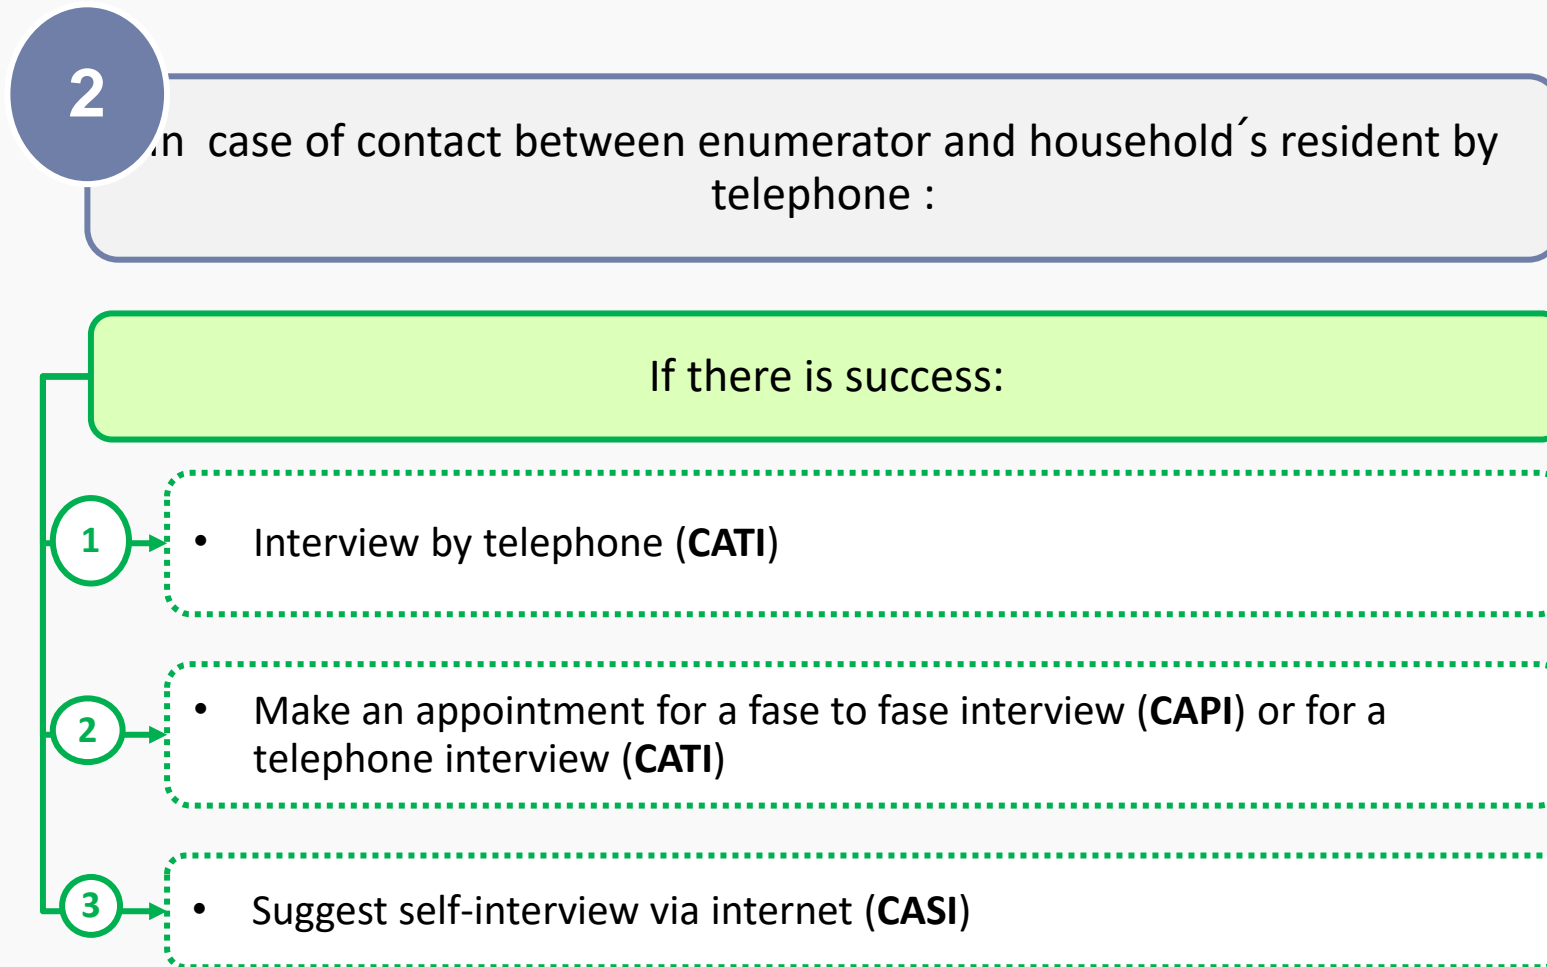 2
n case of contact between enumerator and household´s resident by
telephone :
If there is success:
1
• Interview by telephone (CATI)
2
• Make an appointment for a fase to fase interview (CAPI) or for a
telephone interview (CATI)
3
• Suggest self-interview via internet (CASI)